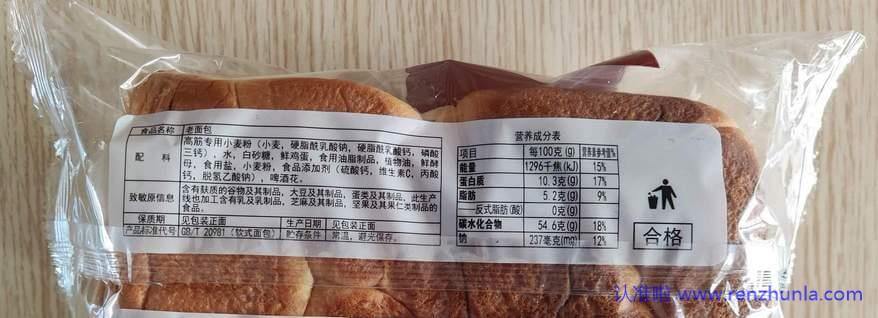 食品名称 老面包
配 料 高筋专用小麦粉（小麦，硬脂酰乳酸钠，硬脂酰乳酸钙，磷酸
三钙），水，白砂糖，鲜鸡蛋，食用油脂制品，植物油，鲜酵
母，食用盐，小麦粉，食品添加剂（硫酸钙，维生素C，丙酸
钙，脱氢乙酸钠），啤酒花。
致敏原信息 含有麸质的谷物及其制品，大豆及其制品，蛋类及其制品，此生产
线也加工含有乳及乳制品，芝麻及其制品，坚果及其果仁类制品的
食品。
保质期 见包装正面 生产日期 见包装正面
产品标准代号 GB/T 20981（软式面包） 贮存条件 常温，避光保存。
营养成分表
项目 每100克(g) 营养素参考值%
能量 1296千焦(kJ) 15%
蛋白质 10.3克(g) 17%
脂肪 5.2克(g) 9%
--反式脂肪(酸) 0克(g)
碳水化合物 54.6克(g) 18%
钠 237毫克(mg) 12%
合格
认准啦 www.renzhunla.com